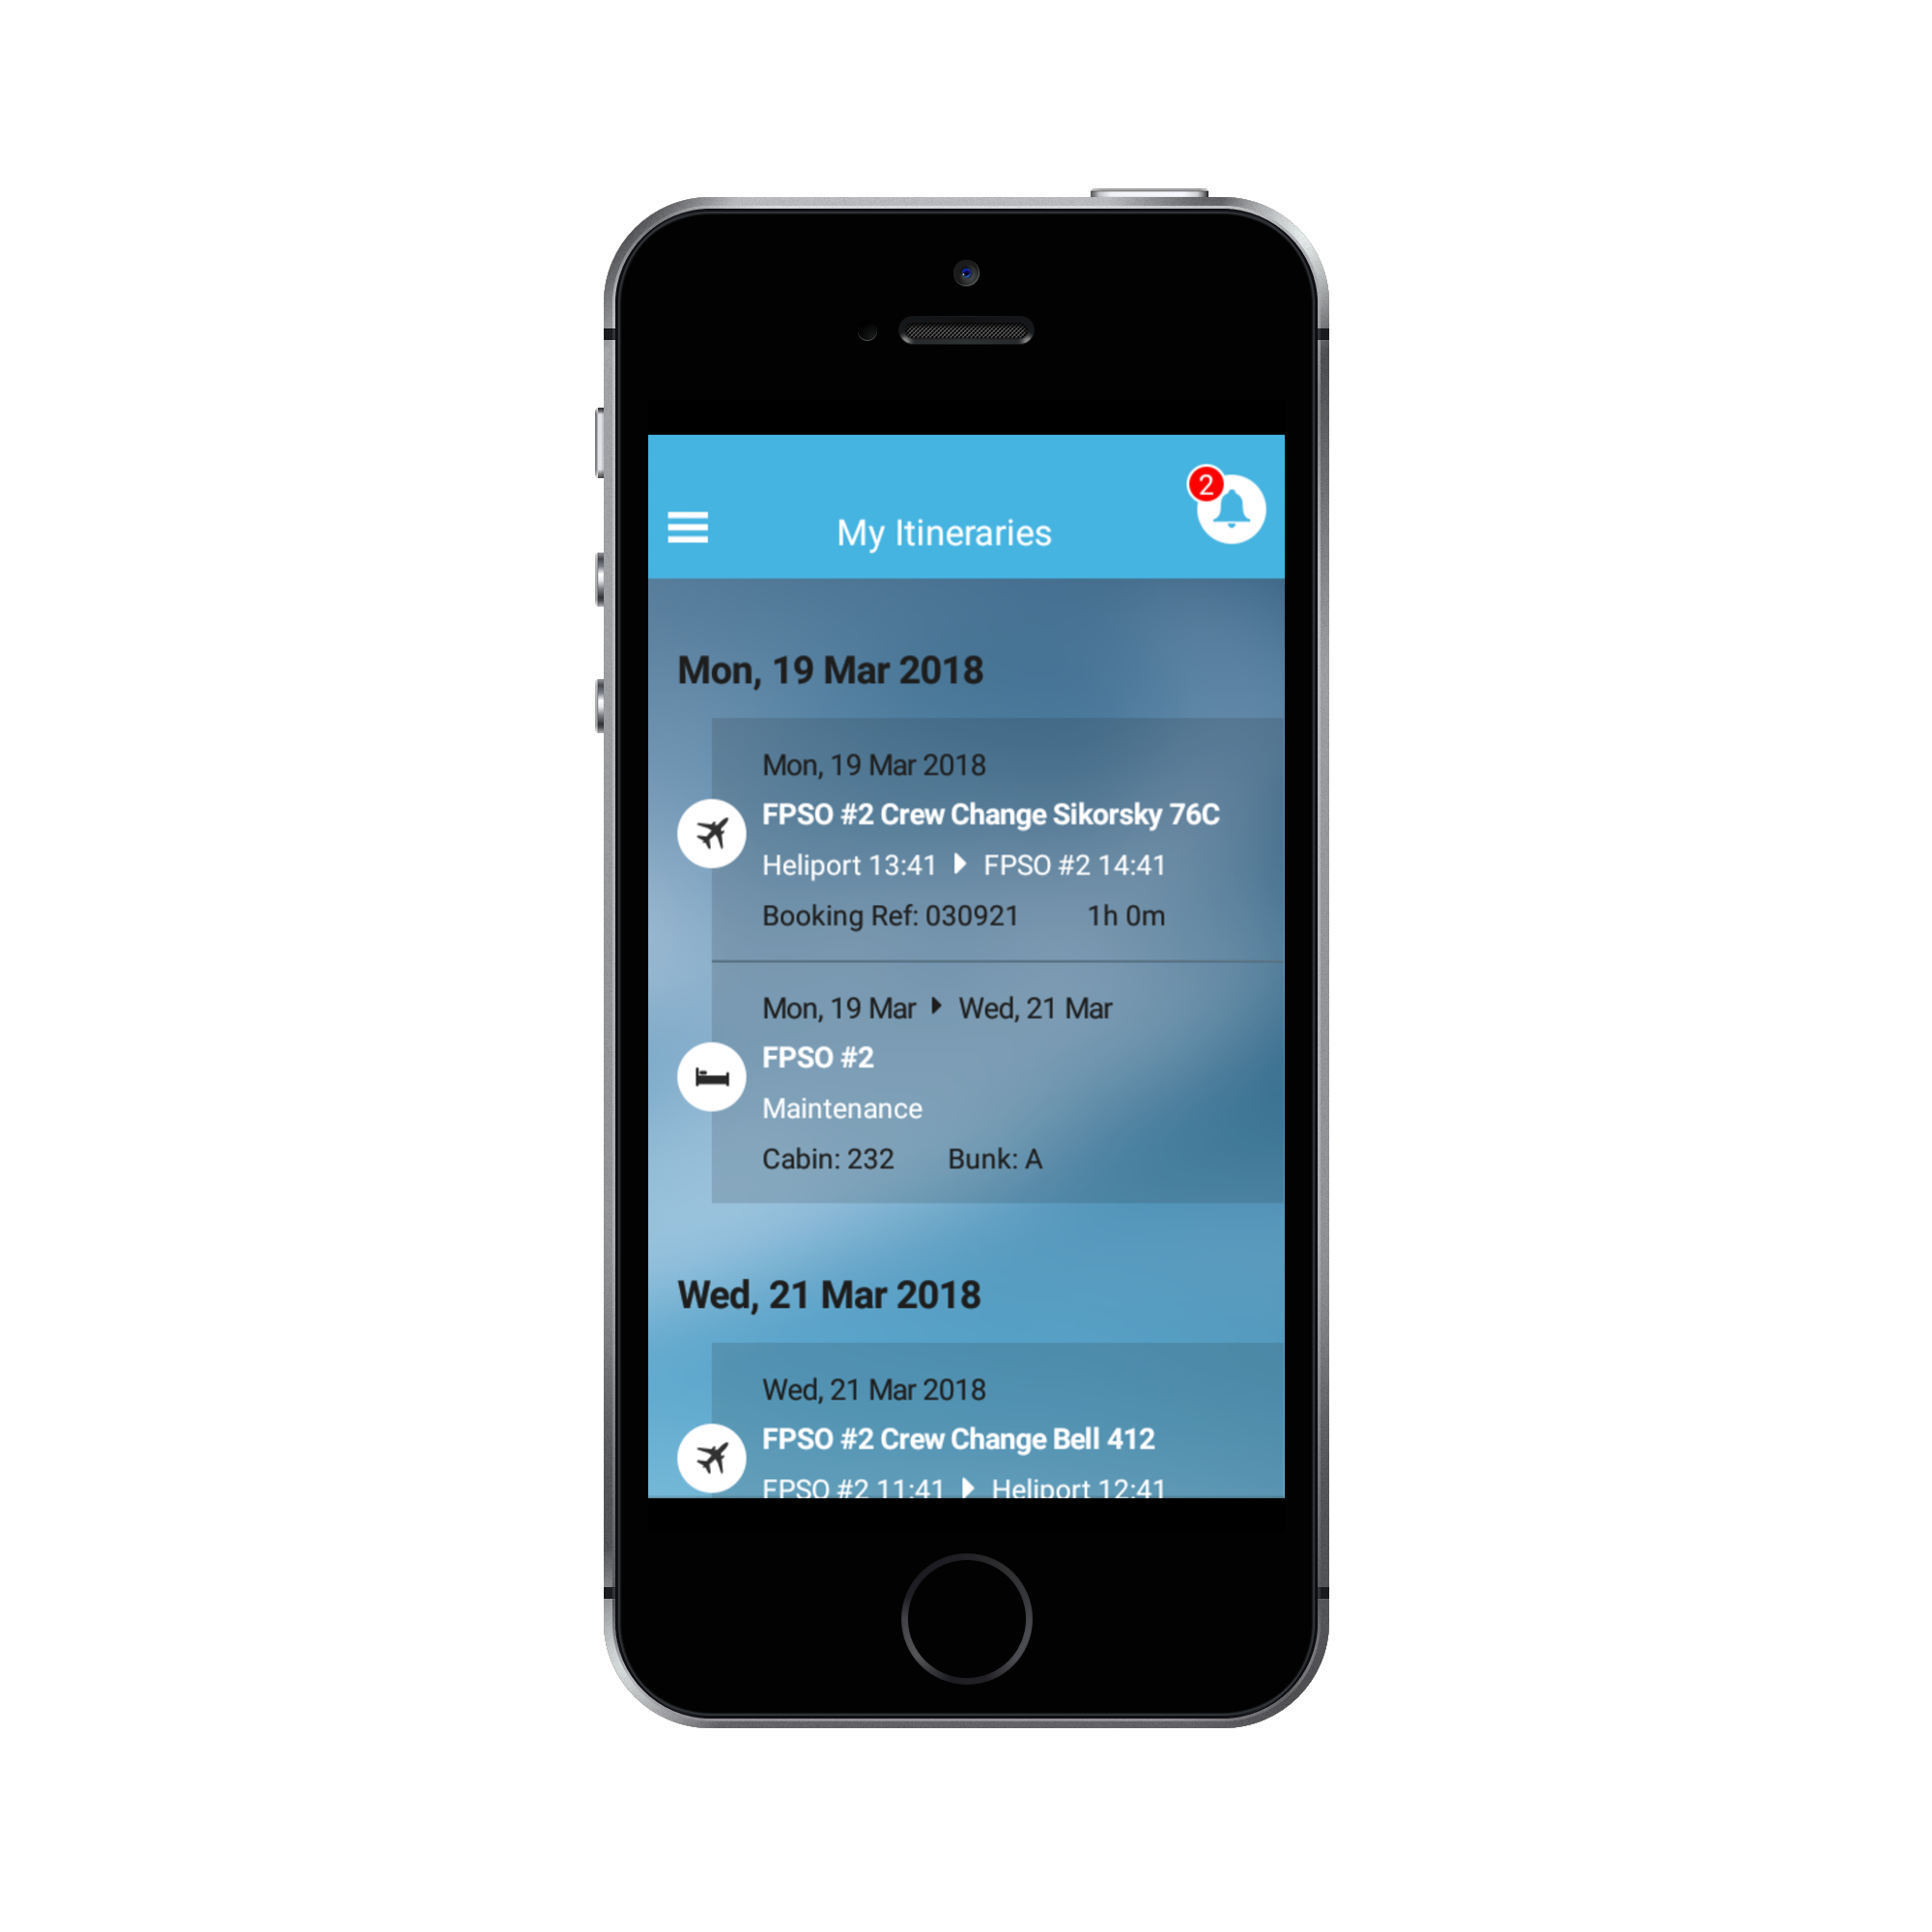 2
My Itineraries
Mon, 19 Mar 2018
Mon, 19 Mar 2018
FPSO #2 Crew Change Sikorsky 76C
Heliport 13:41 FPSO #2 14:41
Booking Ref: 030921 1h 0m
Mon, 19 Mar Wed, 21 Mar
FPSO #2
Maintenance
Cabin: 232 Bunk: A
Wed, 21 Mar 2018
Wed, 21 Mar 2018
FPSO #2 Crew Change Bell 412
FPSO #2 11:41 Heliport 12:41